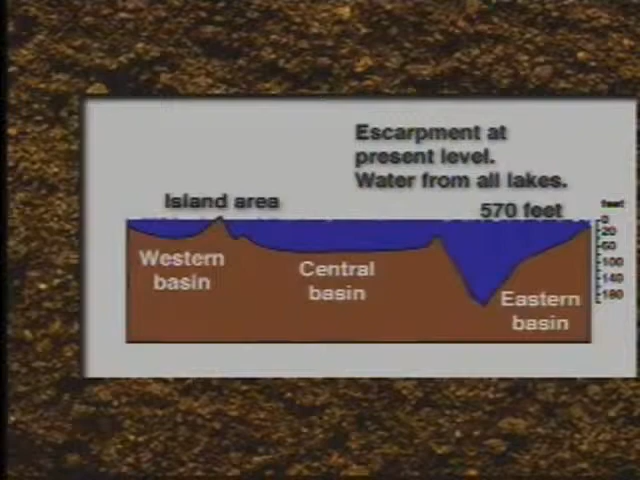 Escarpment at
present level.
Water from all lakes.
Island area
570 feet
feet
0
20
60
100
140
180
Western
basin
Central
basin
Eastern
basin